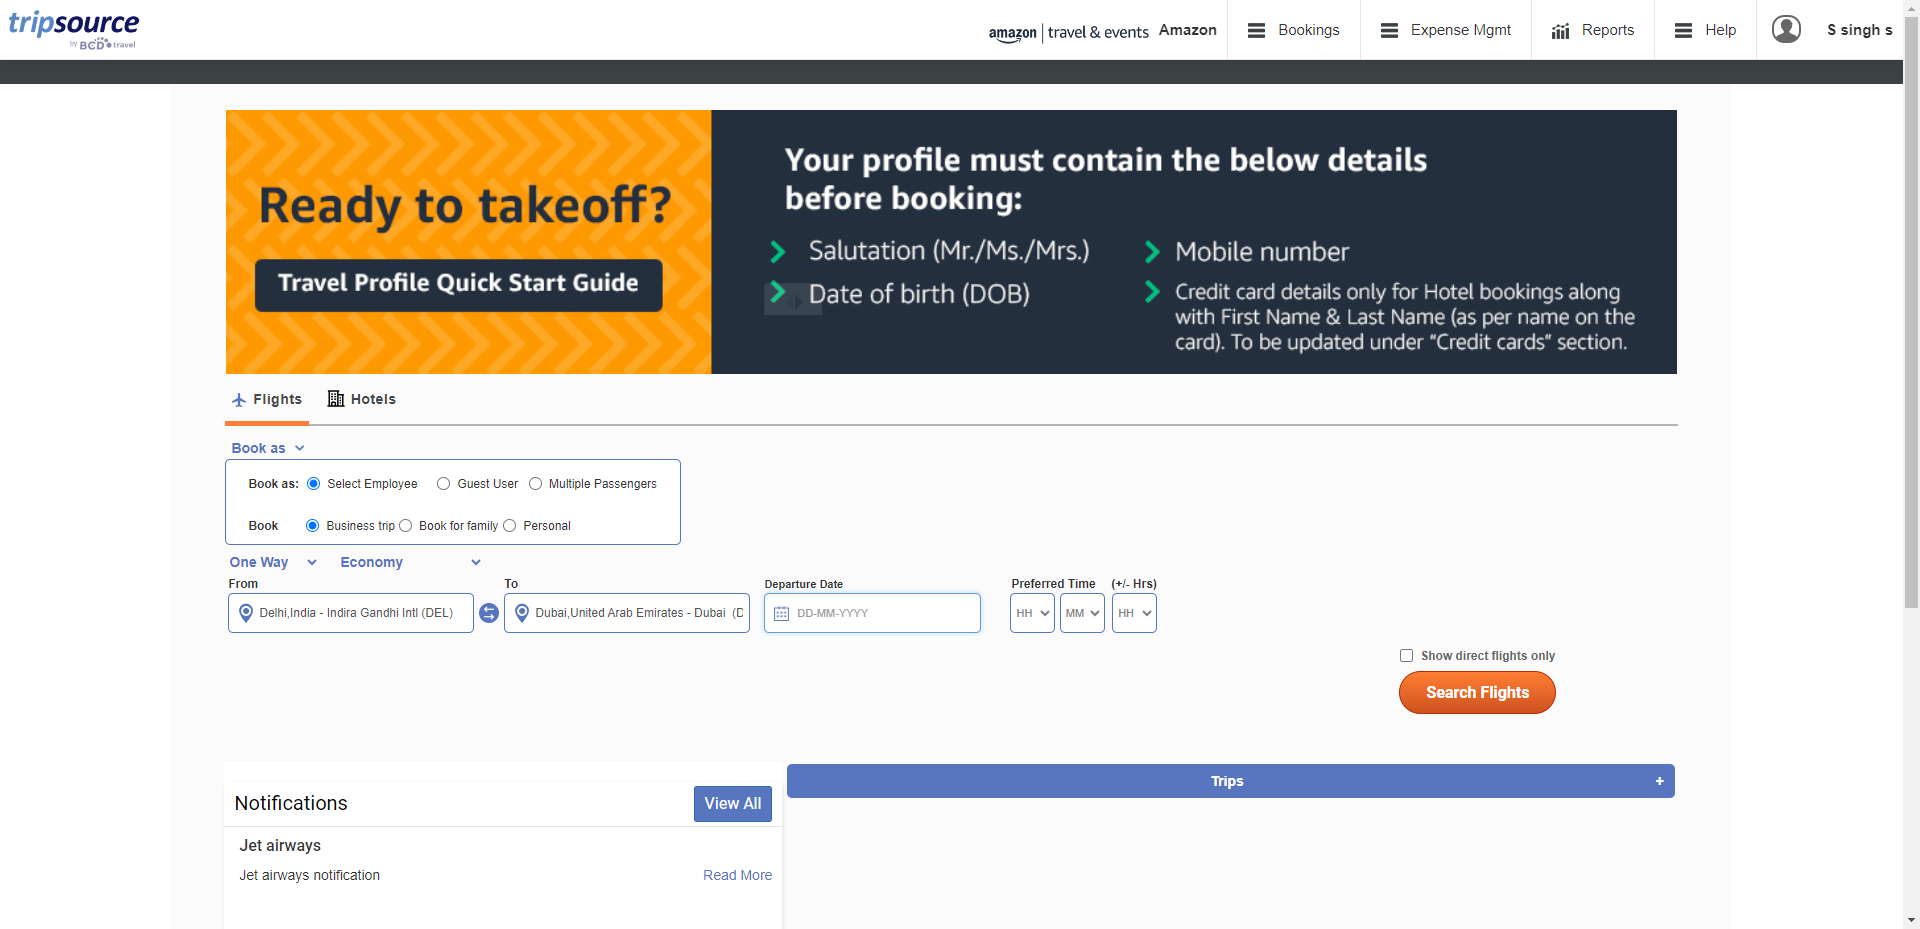 tripsource
by BCD travel
amazon | travel & events Amazon
Bookings
Expense Mgmt
Reports
Help
S singh s
Ready to takeoff?
Travel Profile Quick Start Guide
Your profile must contain the below details
before booking:
Salutation (Mr./Ms./Mrs.)
Date of birth (DOB)
Mobile number
Credit card details only for Hotel bookings along
with First Name & Last Name (as per name on the
card). To be updated under “Credit cards” section.
Flights
Hotels
Book as
Book as: Select Employee Guest User Multiple Passengers
Book Business trip Book for family Personal
One Way Economy
From To Departure Date Preferred Time (+/- Hrs)
Delhi,India - Indira Gandhi Intl (DEL) Dubai,United Arab Emirates - Dubai (D DD-MM-YYYY HH MM HH
Show direct flights only
Search Flights
Trips +
Notifications View All
Jet airways
Jet airways notification Read More